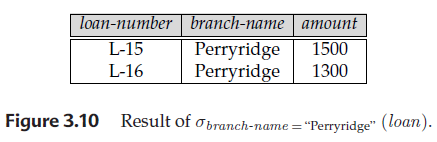 loan-number branch-name amount
L-15 Perryridge 1500
L-16 Perryridge 1300
Figure 3.10 Result of σ branch-name = “Perryridge” (loan).